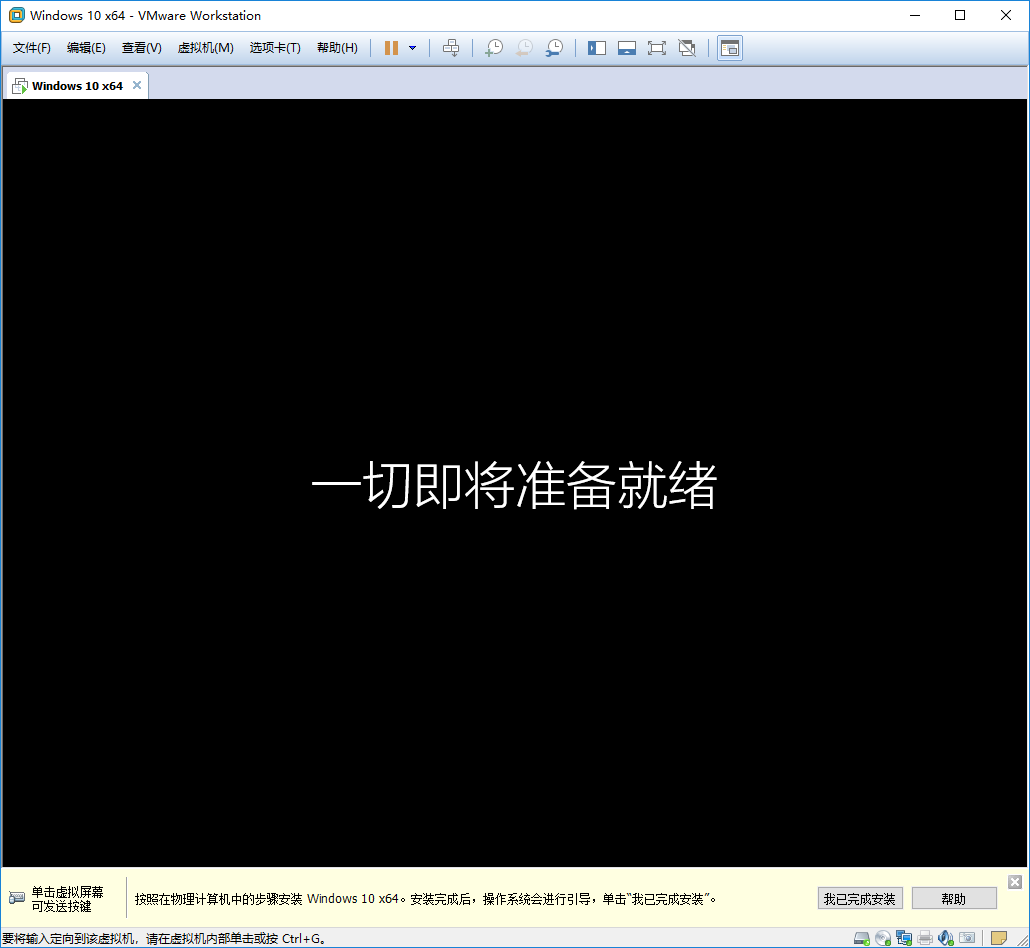 Windows 10 x64 - VMware Workstation
文件(F) 编辑(E) 查看(V) 虚拟机(M) 选项卡(T) 帮助(H)
Windows 10 x64
一切即将准备就绪
单击虚拟屏幕
可发送按键
按照在物理计算机中的步骤安装 Windows 10 x64。安装完成后，操作系统会进行引导，单击“我已完成安装”。
我已完成安装 帮助
要将输入定向到该虚拟机，请在虚拟机内部单击或按 Ctrl+G。